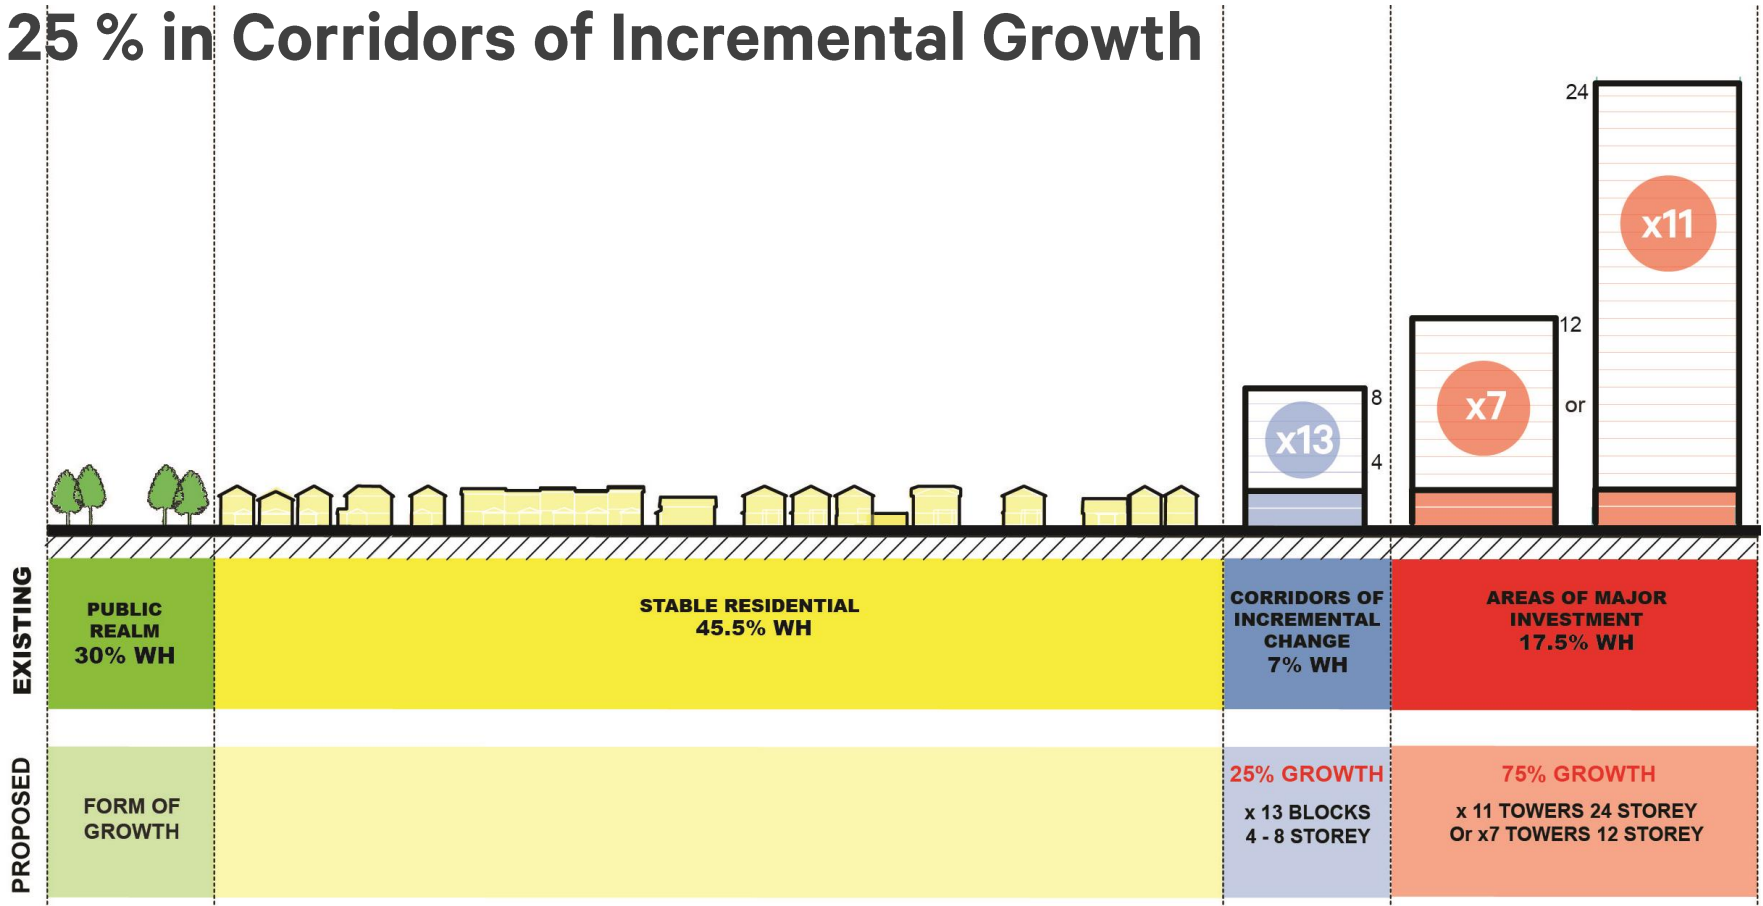 25 % in Corridors of Incremental Growth
24
x11
12
x7
or
8
x13
4
EXISTING
PUBLIC
REALM
30% WH
STABLE RESIDENTIAL
45.5% WH
CORRIDORS OF
INCREMENTAL
CHANGE
7% WH
AREAS OF MAJOR
INVESTMENT
17.5% WH
PROPOSED
FORM OF
GROWTH
25% GROWTH
x 13 BLOCKS
4 - 8 STOREY
75% GROWTH
x 11 TOWERS 24 STOREY
Or x7 TOWERS 12 STOREY